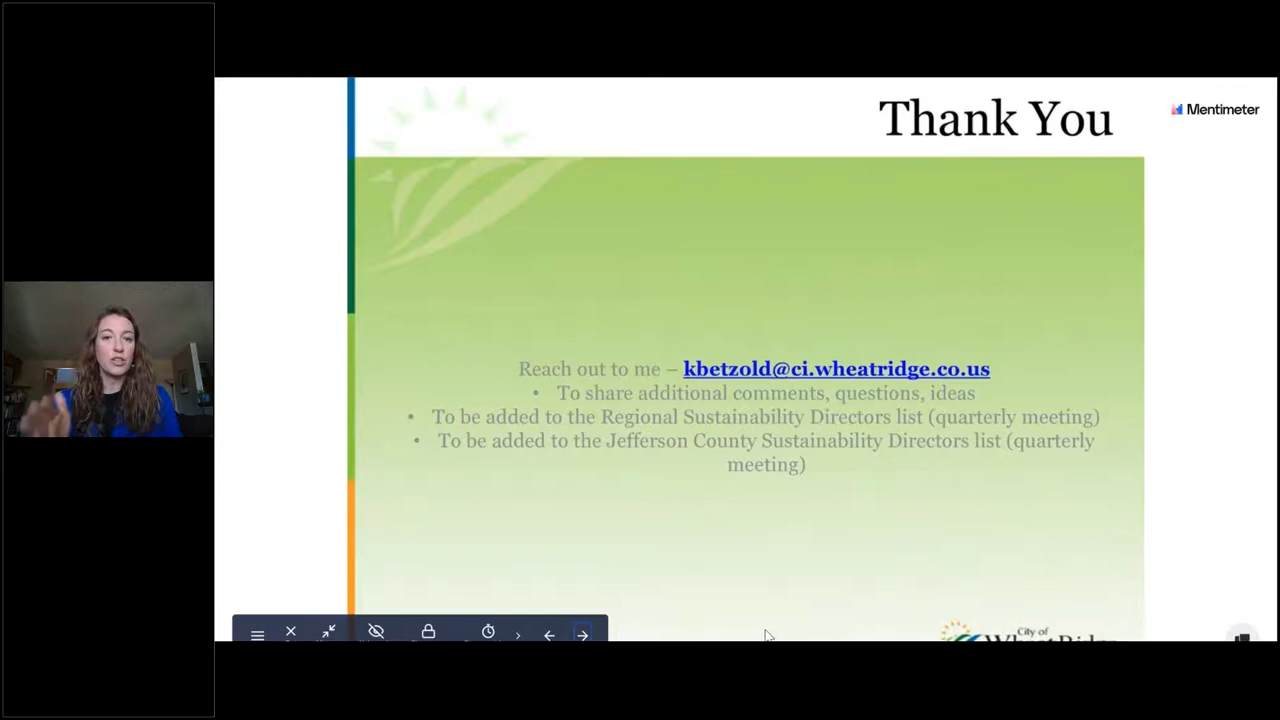 Thank You
Mentimeter
Reach out to me – kbetzold@ci.wheatridge.co.us
• To share additional comments, questions, ideas
• To be added to the Regional Sustainability Directors list (quarterly meeting)
• To be added to the Jefferson County Sustainability Directors list (quarterly
meeting)
City of
Wheat Ridge